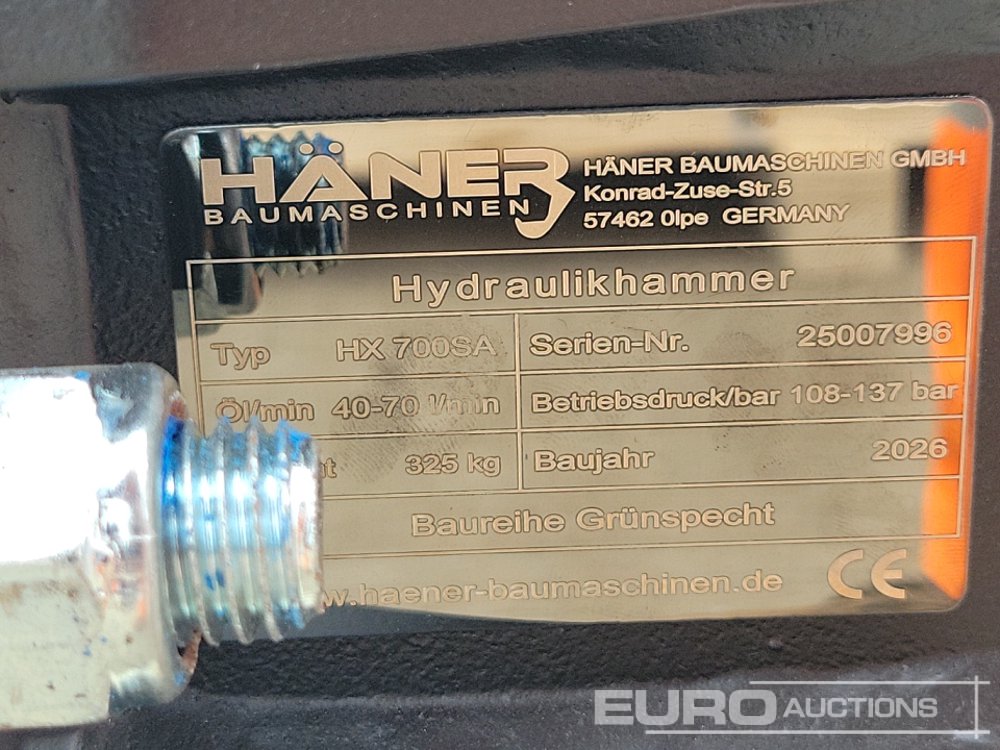 HÄNER
BAUMASCHINEN
HÄNER BAUMASCHINEN GMBH
Konrad-Zuse-Str.5
57462 Olpe GERMANY
Hydraulikhammer
Typ HX 700SA
Serien-Nr. 25007996
Öl/min 40-70 l/min
Betriebsdruck/bar 108-137 bar
325 kg
Baujahr 2026
Baureihe Grünspecht
w.haener-baumaschinen.de
CE
EURO AUCTIONS